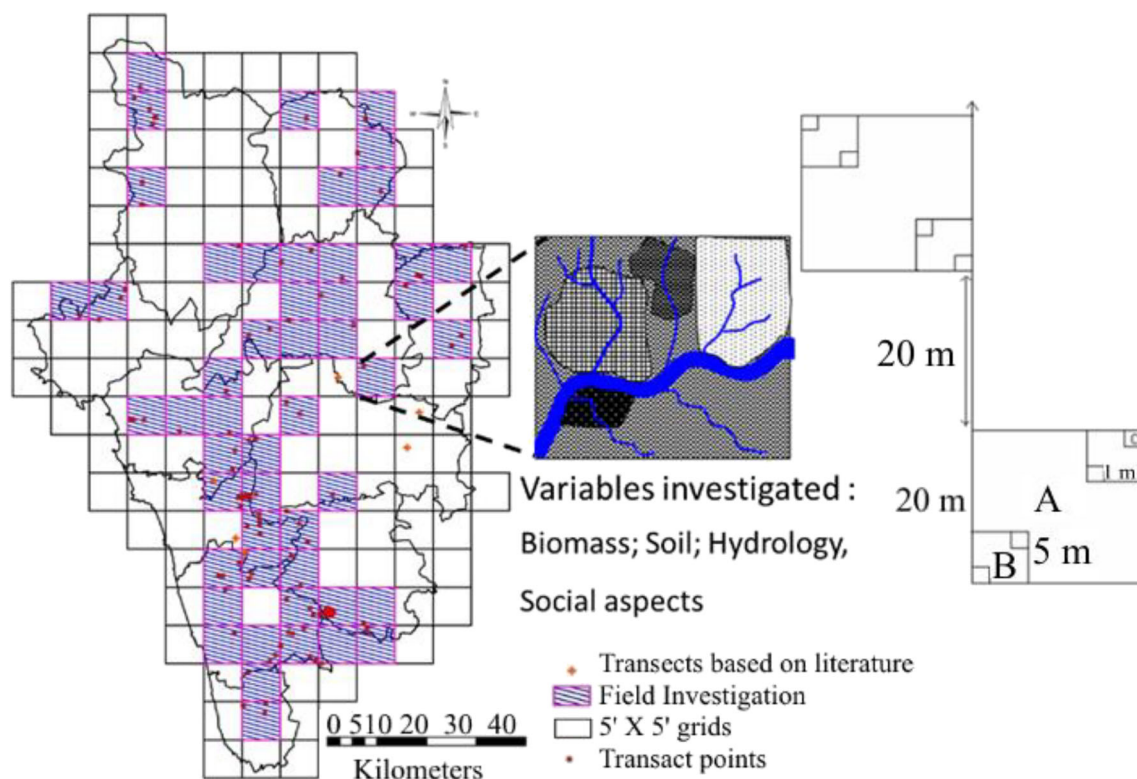 20 m
20 m
1 m
A
B
5 m
Variables investigated :
Biomass; Soil; Hydrology,
Social aspects
Transects based on literature
Field Investigation
5' X 5' grids
Transact points
0 5 10 20 30 40
Kilometers